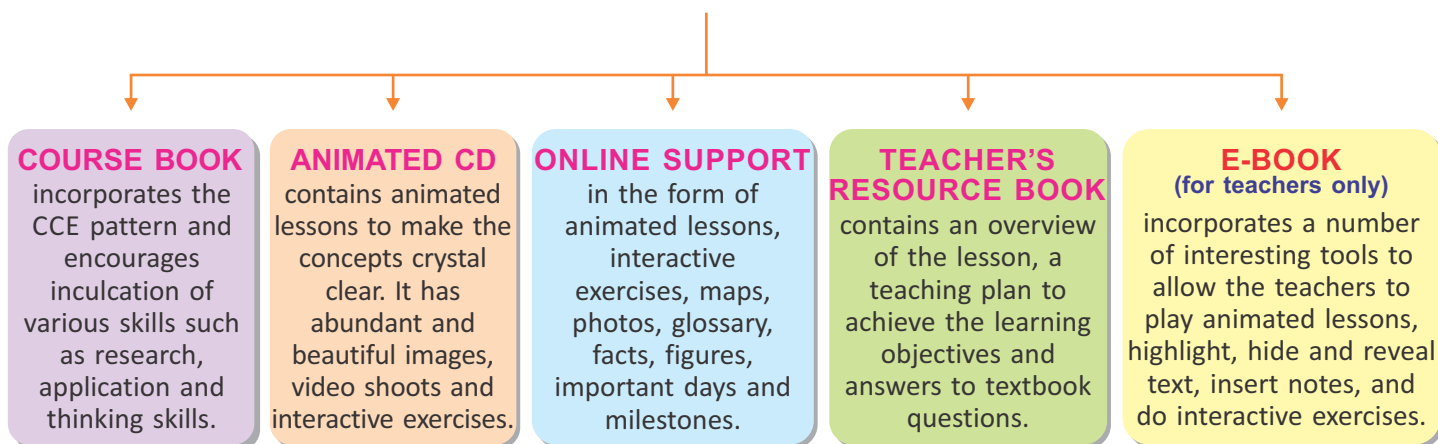 COURSE BOOK
incorporates the
CCE pattern and
encourages
inculcation of
various skills such
as research,
application and
thinking skills.
ANIMATED CD
contains animated
lessons to make the
concepts crystal
clear. It has
abundant and
beautiful images,
video shoots and
interactive exercises.
ONLINE SUPPORT
in the form of
animated lessons,
interactive
exercises, maps,
photos, glossary,
facts, figures,
important days and
milestones.
TEACHER’S
RESOURCE BOOK
contains an overview
of the lesson, a
teaching plan to
achieve the learning
objectives and
answers to textbook
questions.
E-BOOK
(for teachers only)
incorporates a number
of interesting tools to
allow the teachers to
play animated lessons,
highlight, hide and reveal
text, insert notes, and
do interactive exercises.